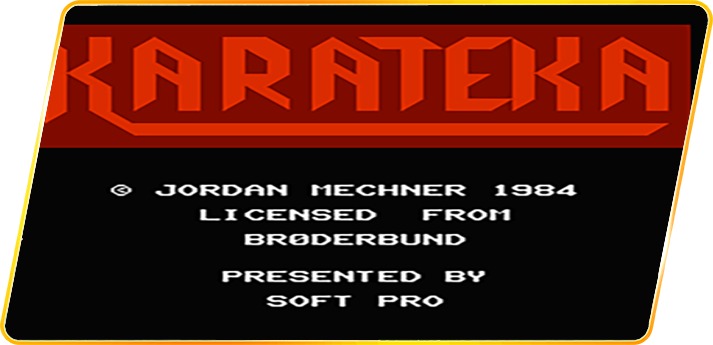 KARATEKA
© JORDAN MECHNER 1984
LICENSED FROM
BRØDERBUND
PRESENTED BY
SOFT PRO